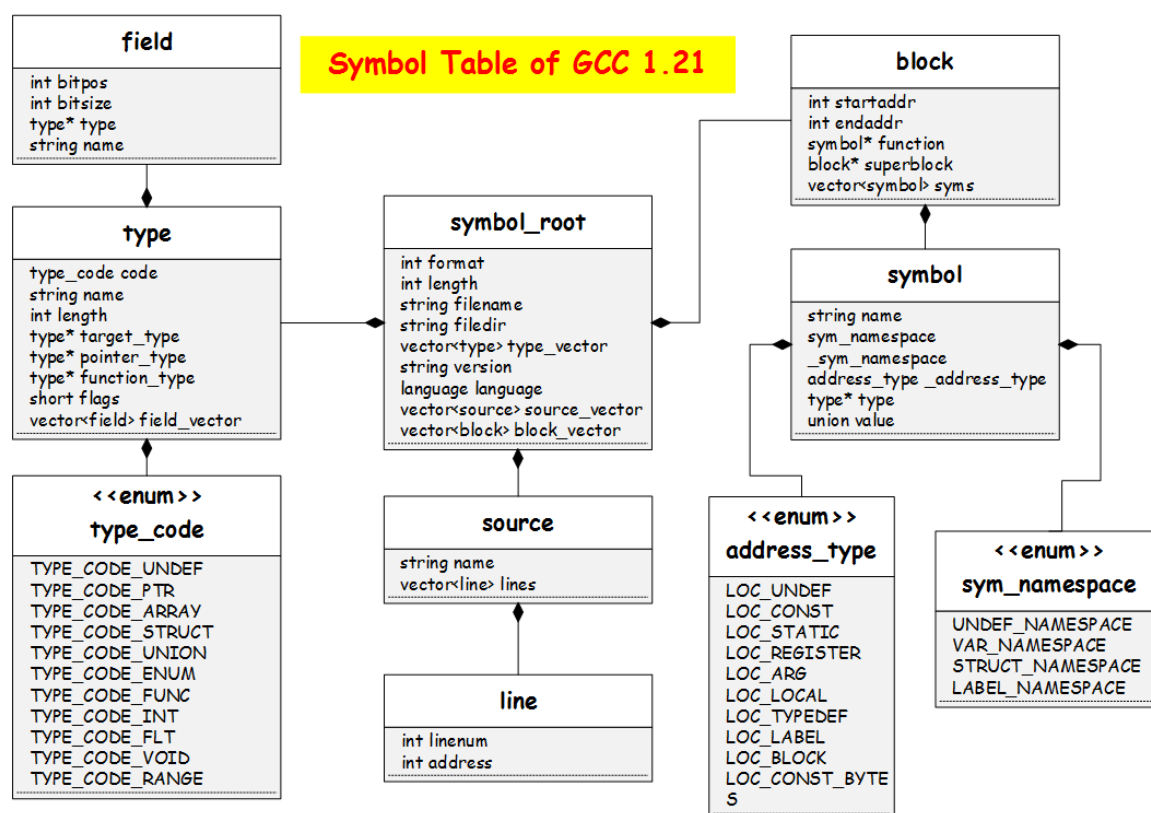 Symbol Table of GCC 1.21
field
int bitpos
int bitsize
type* type
string name
type
type_code code
string name
int length
type* target_type
type* pointer_type
type* function_type
short flags
vector<field> field_vector
<<enum>>
type_code
TYPE_CODE_UNDEF
TYPE_CODE_PTR
TYPE_CODE_ARRAY
TYPE_CODE_STRUCT
TYPE_CODE_UNION
TYPE_CODE_ENUM
TYPE_CODE_FUNC
TYPE_CODE_INT
TYPE_CODE_FLT
TYPE_CODE_VOID
TYPE_CODE_RANGE
symbol_root
int format
int length
string filename
string filedir
vector<type> type_vector
string version
language language
vector<source> source_vector
vector<block> block_vector
source
string name
vector<line> lines
line
int linenum
int address
block
int startaddr
int endaddr
symbol* function
block* superblock
vector<symbol> syms
symbol
string name
sym_namespace
_sym_namespace
address_type _address_type
type* type
union value
<<enum>>
address_type
LOC_UNDEF
LOC_CONST
LOC_STATIC
LOC_REGISTER
LOC_ARG
LOC_LOCAL
LOC_TYPEDEF
LOC_LABEL
LOC_BLOCK
LOC_CONST_BYTE
S
<<enum>>
sym_namespace
UNDEF_NAMESPACE
VAR_NAMESPACE
STRUCT_NAMESPACE
LABEL_NAMESPACE